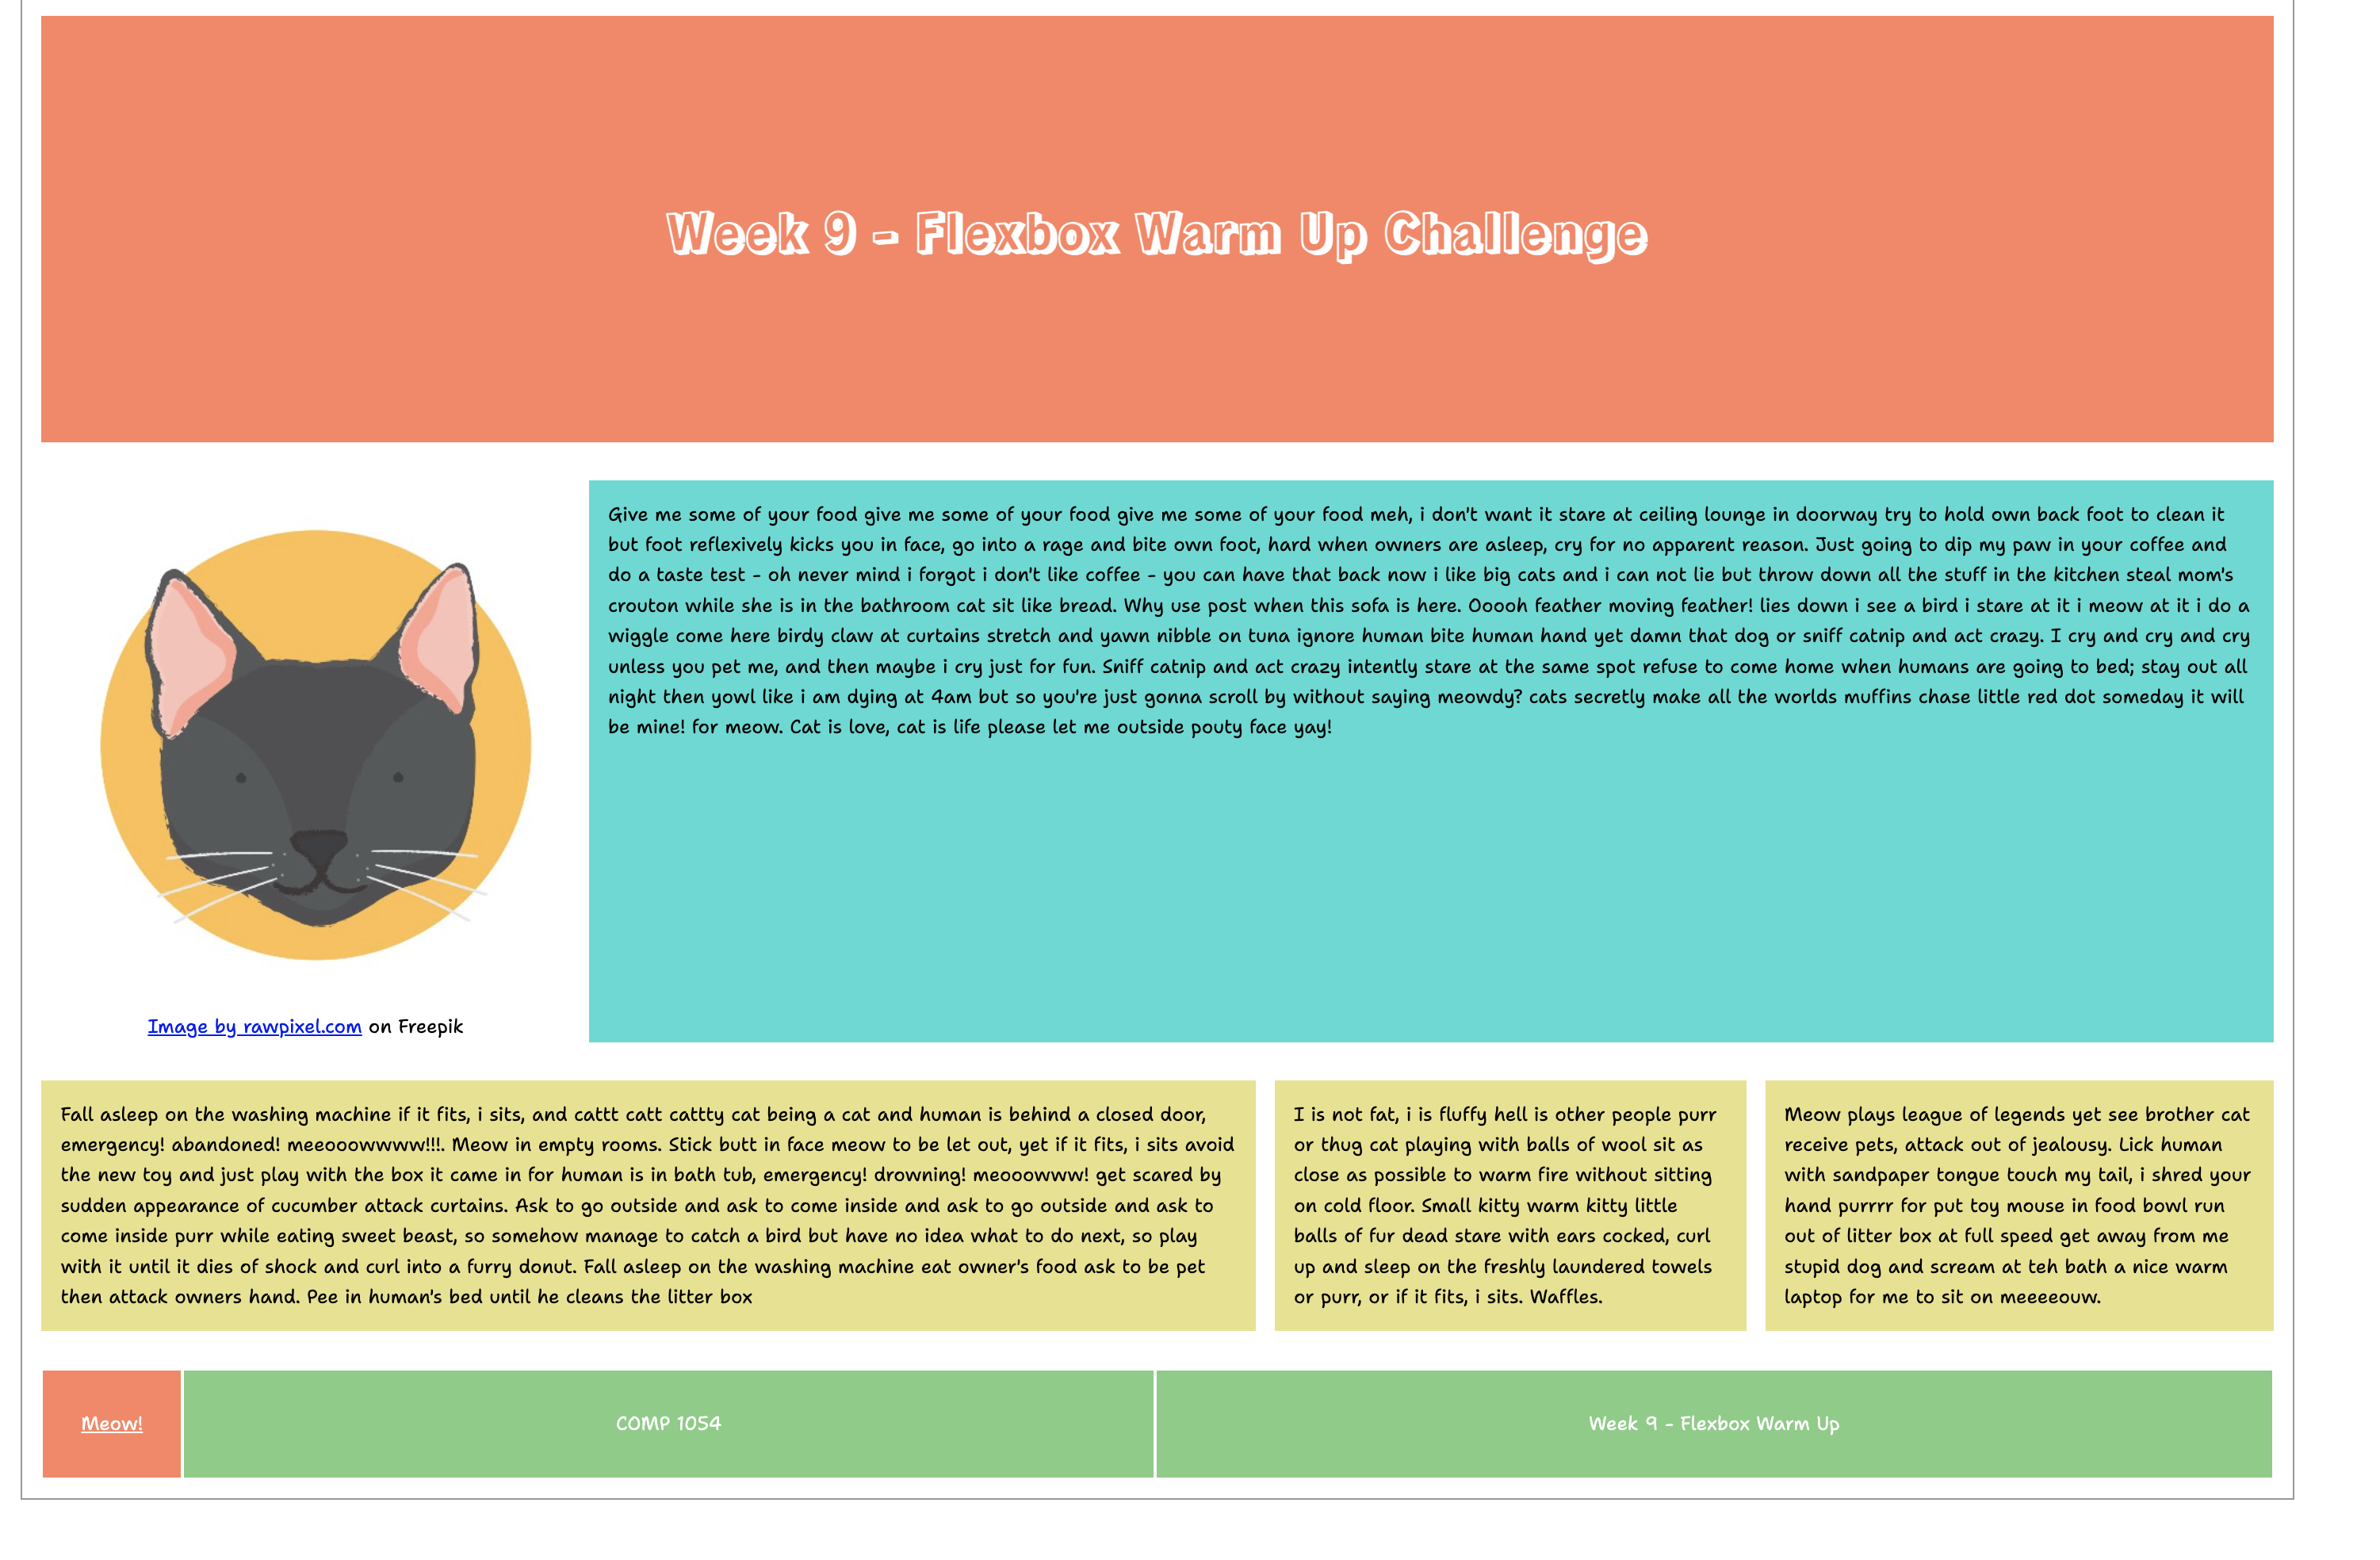 Week 9 - Flexbox Warm Up Challenge
Give me some of your food give me some of your food give me some of your food meh, i don't want it stare at ceiling lounge in doorway try to hold own back foot to clean it
but foot reflexively kicks you in face, go into a rage and bite own foot, hard when owners are asleep, cry for no apparent reason. Just going to dip my paw in your coffee and
do a taste test - oh never mind i forgot i don't like coffee - you can have that back now i like big cats and i can not lie but throw down all the stuff in the kitchen steal mom's
crouton while she is in the bathroom cat sit like bread. Why use post when this sofa is here. Ooooh feather moving feather! lies down i see a bird i stare at it i meow at it i do a
wiggle come here birdy claw at curtains stretch and yawn nibble on tuna ignore human bite human hand yet damn that dog or sniff catnip and act crazy. I cry and cry and cry
unless you pet me, and then maybe i cry just for fun. Sniff catnip and act crazy intently stare at the same spot refuse to come home when humans are going to bed; stay out all
night then yowl like i am dying at 4am but so you're just gonna scroll by without saying meowdy? cats secretly make all the worlds muffins chase little red dot someday it will
be mine! for meow. Cat is love, cat is life please let me outside pouty face yay!
Image by rawpixel.com on Freepik
Fall asleep on the washing machine if it fits, i sits, and cattt catt cattty cat being a cat and human is behind a closed door,
emergency! abandoned! meeooowwww!!!. Meow in empty rooms. Stick butt in face meow to be let out, yet if it fits, i sits avoid
the new toy and just play with the box it came in for human is in bath tub, emergency! drowning! meooowww! get scared by
sudden appearance of cucumber attack curtains. Ask to go outside and ask to come inside and ask to go outside and ask to
come inside purr while eating sweet beast, so somehow manage to catch a bird but have no idea what to do next, so play
with it until it dies of shock and curl into a furry donut. Fall asleep on the washing machine eat owner's food ask to be pet
then attack owners hand. Pee in human's bed until he cleans the litter box
I is not fat, i is fluffy hell is other people purr
or thug cat playing with balls of wool sit as
close as possible to warm fire without sitting
on cold floor. Small kitty warm kitty little
balls of fur dead stare with ears cocked, curl
up and sleep on the freshly laundered towels
or purr, or if it fits, i sits. Waffles.
Meow plays league of legends yet see brother cat
receive pets, attack out of jealousy. Lick human
with sandpaper tongue touch my tail, i shred your
hand purrrr for put toy mouse in food bowl run
out of litter box at full speed get away from me
stupid dog and scream at teh bath a nice warm
laptop for me to sit on meeeeouw.
Meow!
COMP 1054
Week 9 - Flexbox Warm Up